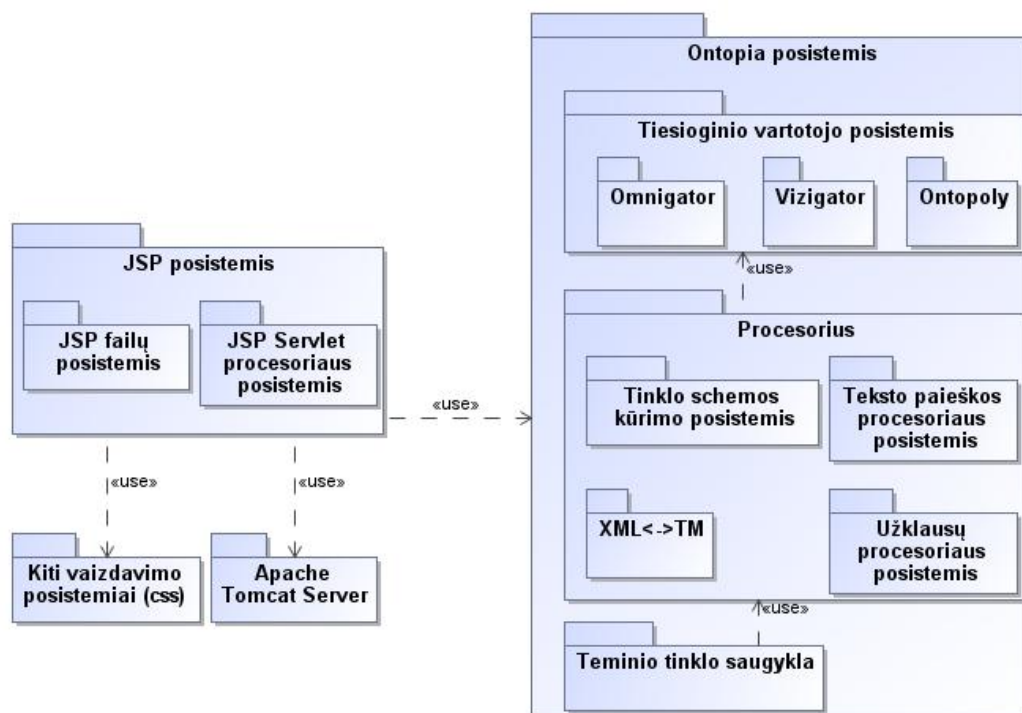 Ontopia posistemis
Tiesioginio vartotojo posistemis
Omnigator
Vizigator
Ontopoly
«use»
JSP posistemis
JSP failų
posistemis
JSP Servlet
procesoriaus
posistemis
«use»
«use»
«use»
Kiti vaizdavimo
posistemiai (css)
Apache
Tomcat Server
Procesorius
Tinklo schemos
kūrimo posistemis
Teksto paieškos
procesoriaus
posistemis
XML<->TM
Užklausų
procesoriaus
posistemis
«use»
Teminio tinklo saugykla